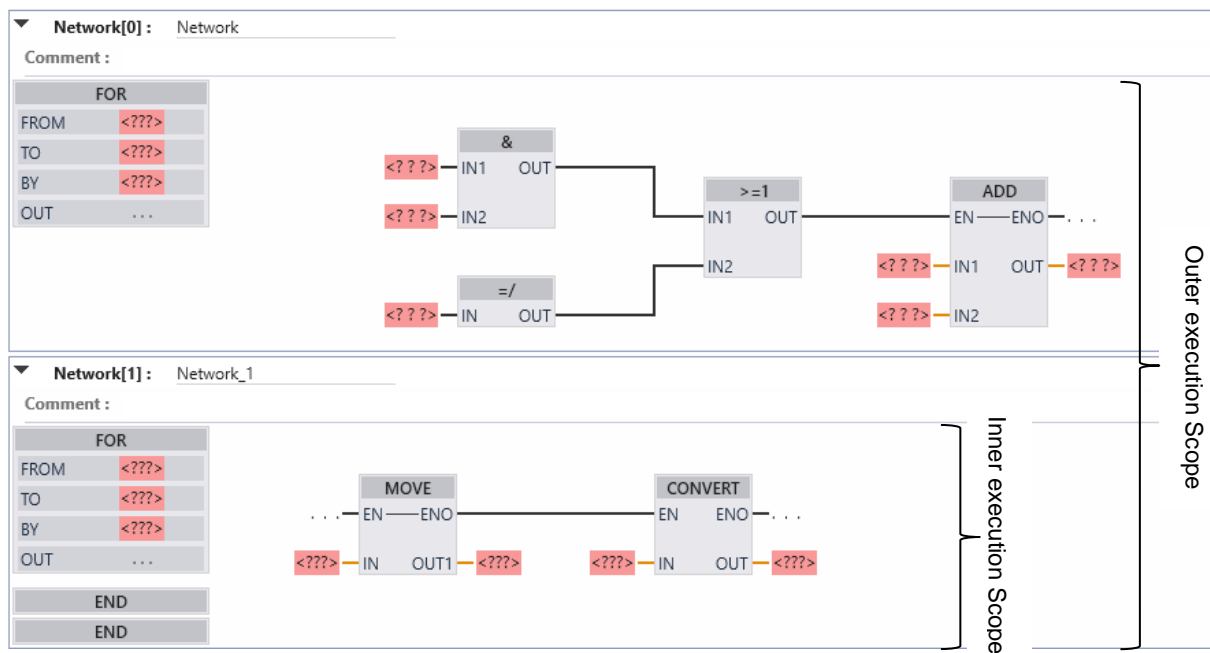 Network[0] : Network
Comment :
FOR
FROM <???>
TO <???>
BY <???>
OUT ...
&
<? ? ?> IN1 OUT
<? ? ?> IN2
=/
<? ? ?> IN OUT
>=1
IN1 OUT
IN2
ADD
EN ENO . . .
<? ? ?> IN1 OUT <? ? ?>
<? ? ?> IN2
Outer execution Scope
Network[1] : Network_1
Comment :
FOR
FROM <???>
TO <???>
BY <???>
OUT ...
END
END
MOVE
. . . EN ENO
<???> IN OUT1 <???>
CONVERT
EN ENO . . .
<???> IN OUT <???>
Inner execution Scope